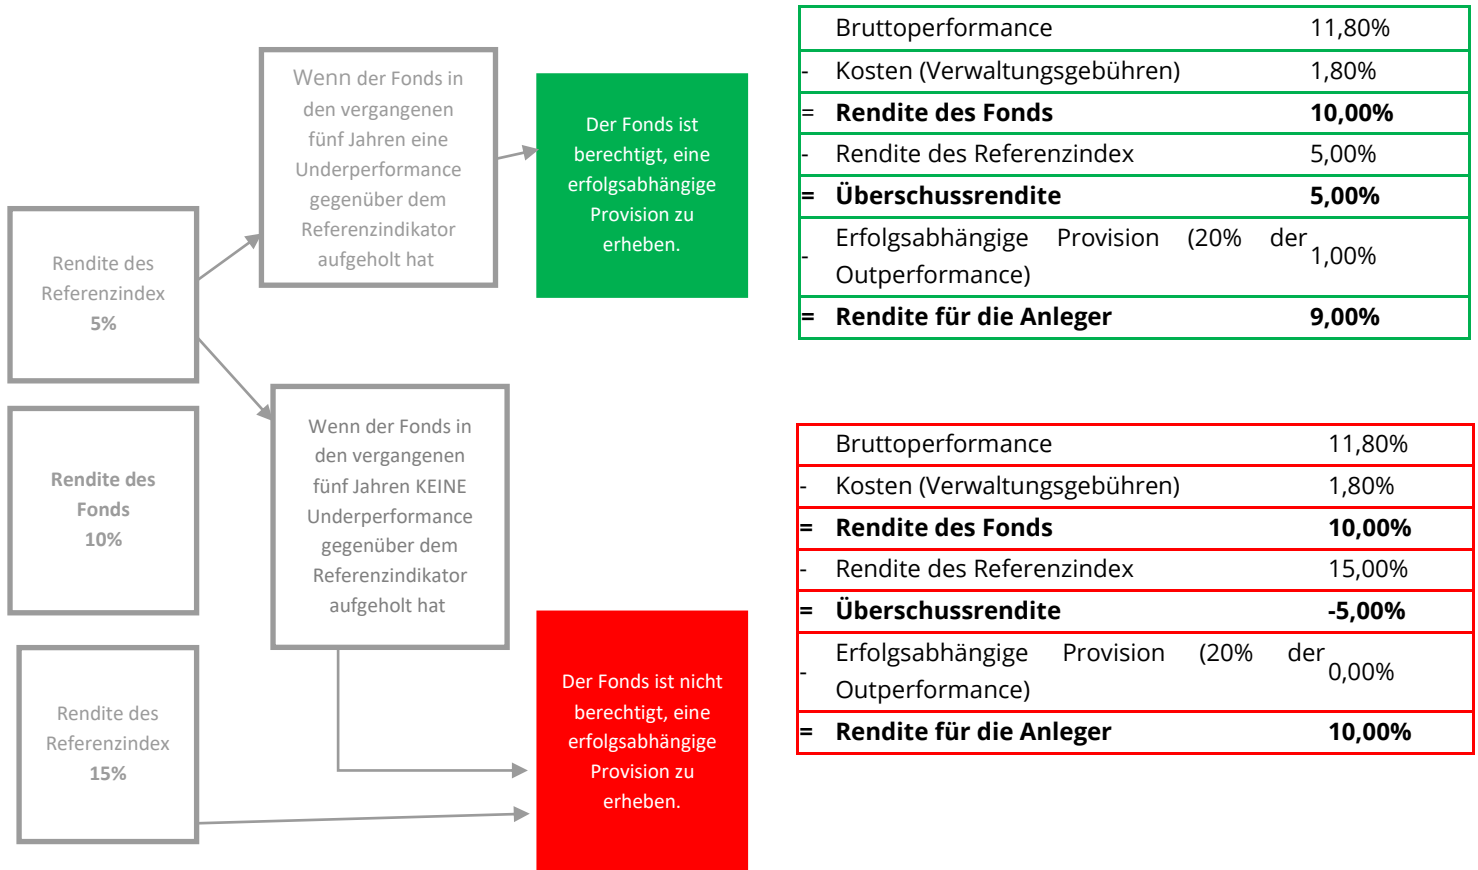 Rendite des
Referenzindex
5%
Rendite des
Fonds
10%
Rendite des
Referenzindex
15%
Wenn der Fonds in
den vergangenen
fünf Jahren eine
Underperformance
gegenüber dem
Referenzindikator
aufgeholt hat
Wenn der Fonds in
den vergangenen
fünf Jahren KEINE
Underperformance
gegenüber dem
Referenzindikator
aufgeholt hat
Der Fonds ist
berechtigt, eine
erfolgsabhängige
Provision zu
erheben.
Der Fonds ist nicht
berechtigt, eine
erfolgsabhängige
Provision zu
erheben.
Bruttoperformance 11,80%
- Kosten (Verwaltungsgebühren) 1,80%
= Rendite des Fonds 10,00%
- Rendite des Referenzindex 5,00%
= Überschussrendite 5,00%
- Erfolgsabhängige Provision (20% der
Outperformance) 1,00%
= Rendite für die Anleger 9,00%
Bruttoperformance 11,80%
- Kosten (Verwaltungsgebühren) 1,80%
= Rendite des Fonds 10,00%
- Rendite des Referenzindex 15,00%
= Überschussrendite -5,00%
- Erfolgsabhängige Provision (20% der
Outperformance) 0,00%
= Rendite für die Anleger 10,00%